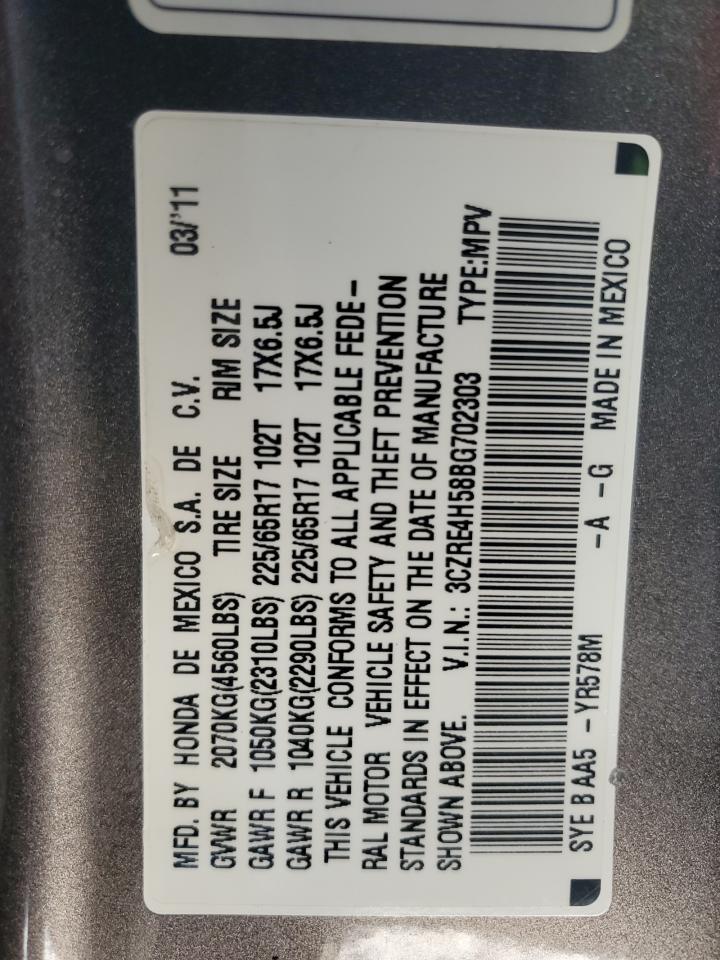 MFD. BY HONDA DE MEXICO S.A. DE C.V. 03/'11
GVWR 2070KG(4560LBS) TIRE SIZE RIM SIZE
GAWR F 1050KG(2310LBS) 225/65R17 102T 17X6.5J
GAWR R 1040KG(2290LBS) 225/65R17 102T 17X6.5J
THIS VEHICLE CONFORMS TO ALL APPLICABLE FEDE-
RAL MOTOR VEHICLE SAFETY AND THEFT PREVENTION
STANDARDS IN EFFECT ON THE DATE OF MANUFACTURE
SHOWN ABOVE. V.I.N.: 3CZRE4H58BG702303 TYPE:MPV
SYE B AA5 -YR578M -A -G MADE IN MEXICO